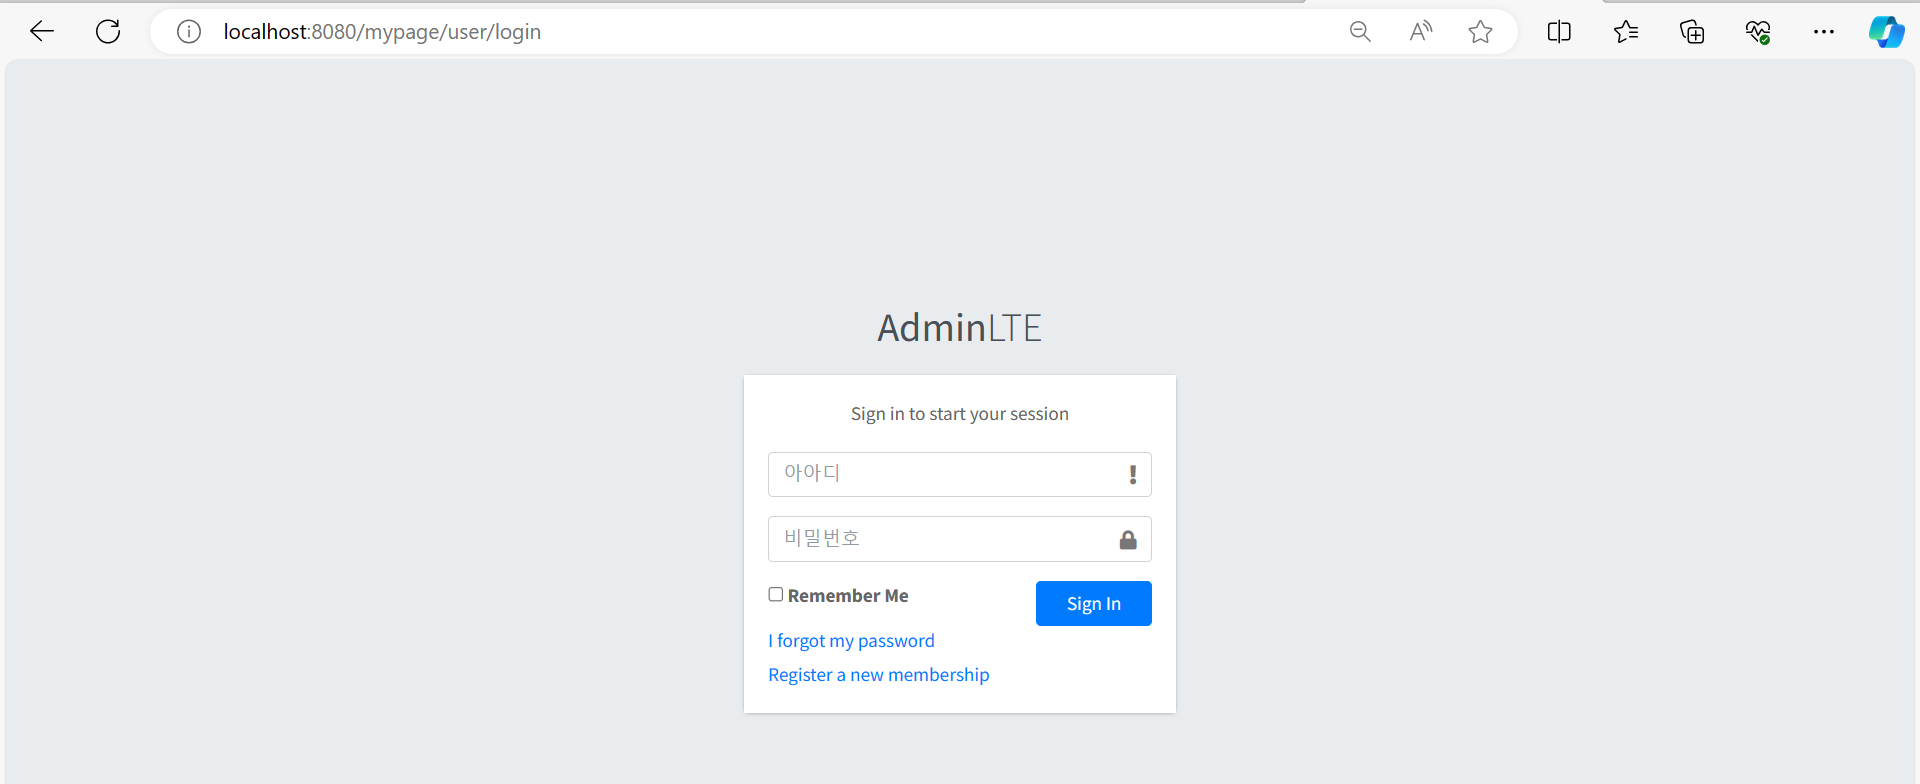 localhost:8080/mypage/user/login
AdminLTE
Sign in to start your session
아아디
비밀번호
Remember Me
Sign In
I forgot my password
Register a new membership